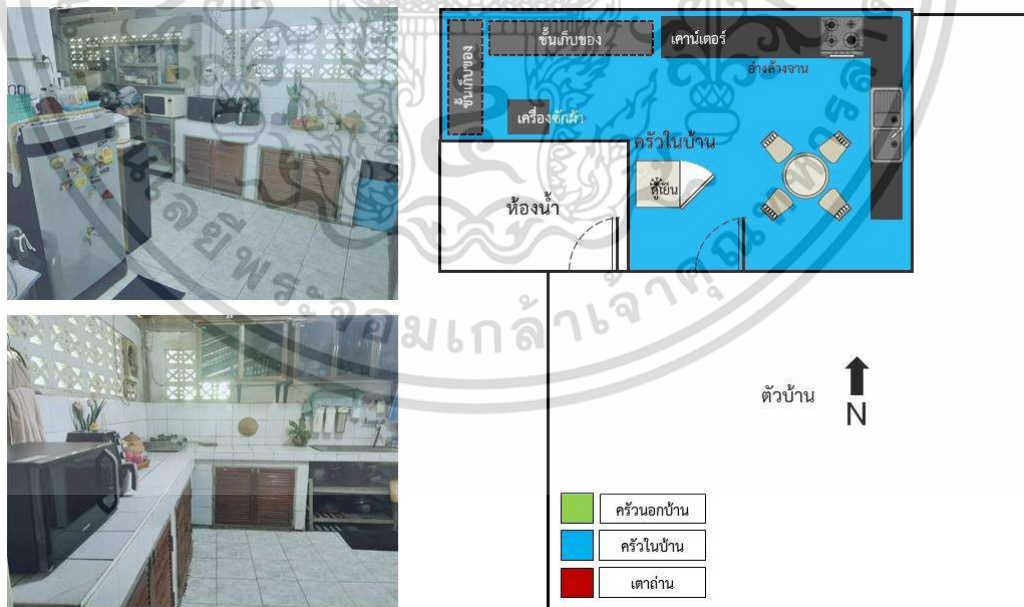 ชั้นเก็บของ
เคาน์เตอร์
ชั้นเก็บของ
อ่างล้างจาน
เครื่องซักผ้า
ครัวในบ้าน
ตู้เย็น
ห้องน้ำ
ตัวบ้าน
N
ครัวนอกบ้าน
ครัวในบ้าน
เตาถ่าน